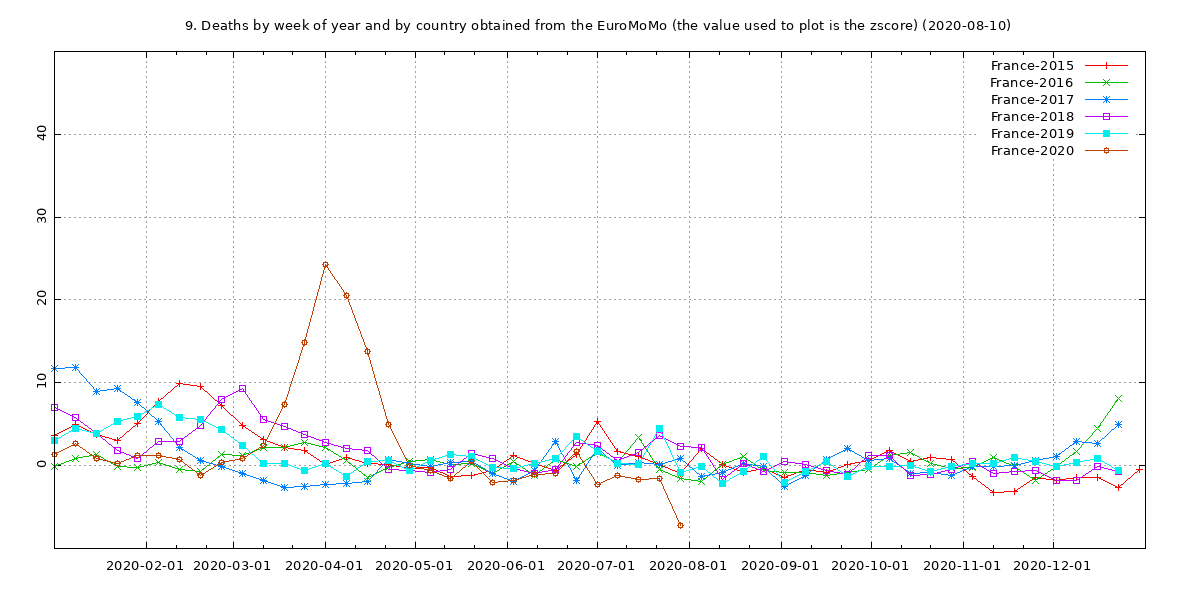 9. Deaths by week of year and by country obtained from the EuroMoMo (the value used to plot is the zscore) (2020-08-10)
France-2015
France-2016
France-2017
France-2018
France-2019
France-2020
40
30
20
10
0
2020-02-01 2020-03-01 2020-04-01 2020-05-01 2020-06-01 2020-07-01 2020-08-01 2020-09-01 2020-10-01 2020-11-01 2020-12-01